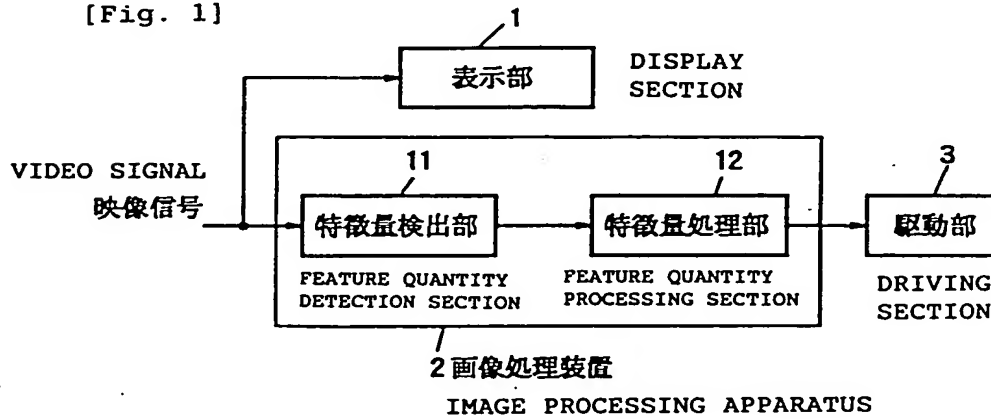 [Fig. 1]
1
表示部
DISPLAY
SECTION
VIDEO SIGNAL
映像信号
11
特徴量検出部
FEATURE QUANTITY
DETECTION SECTION
12
特徴量処理部
FEATURE QUANTITY
PROCESSING SECTION
3
駆動部
DRIVING
SECTION
2画像処理装置
IMAGE PROCESSING APPARATUS